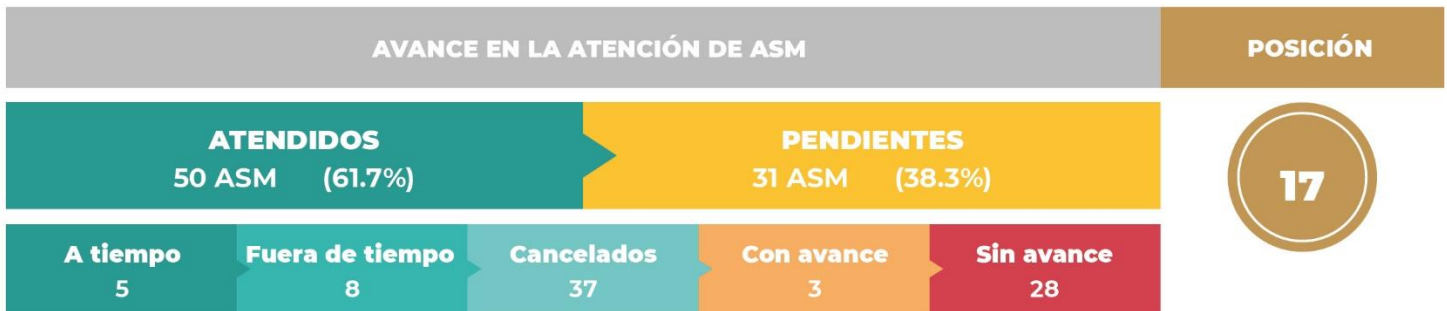 AVANCE EN LA ATENCIÓN DE ASM
POSICIÓN
ATENDIDOS
50 ASM (61.7%)
PENDIENTES
31 ASM (38.3%)
17
A tiempo
5
Fuera de tiempo
8
Cancelados
37
Con avance
3
Sin avance
28